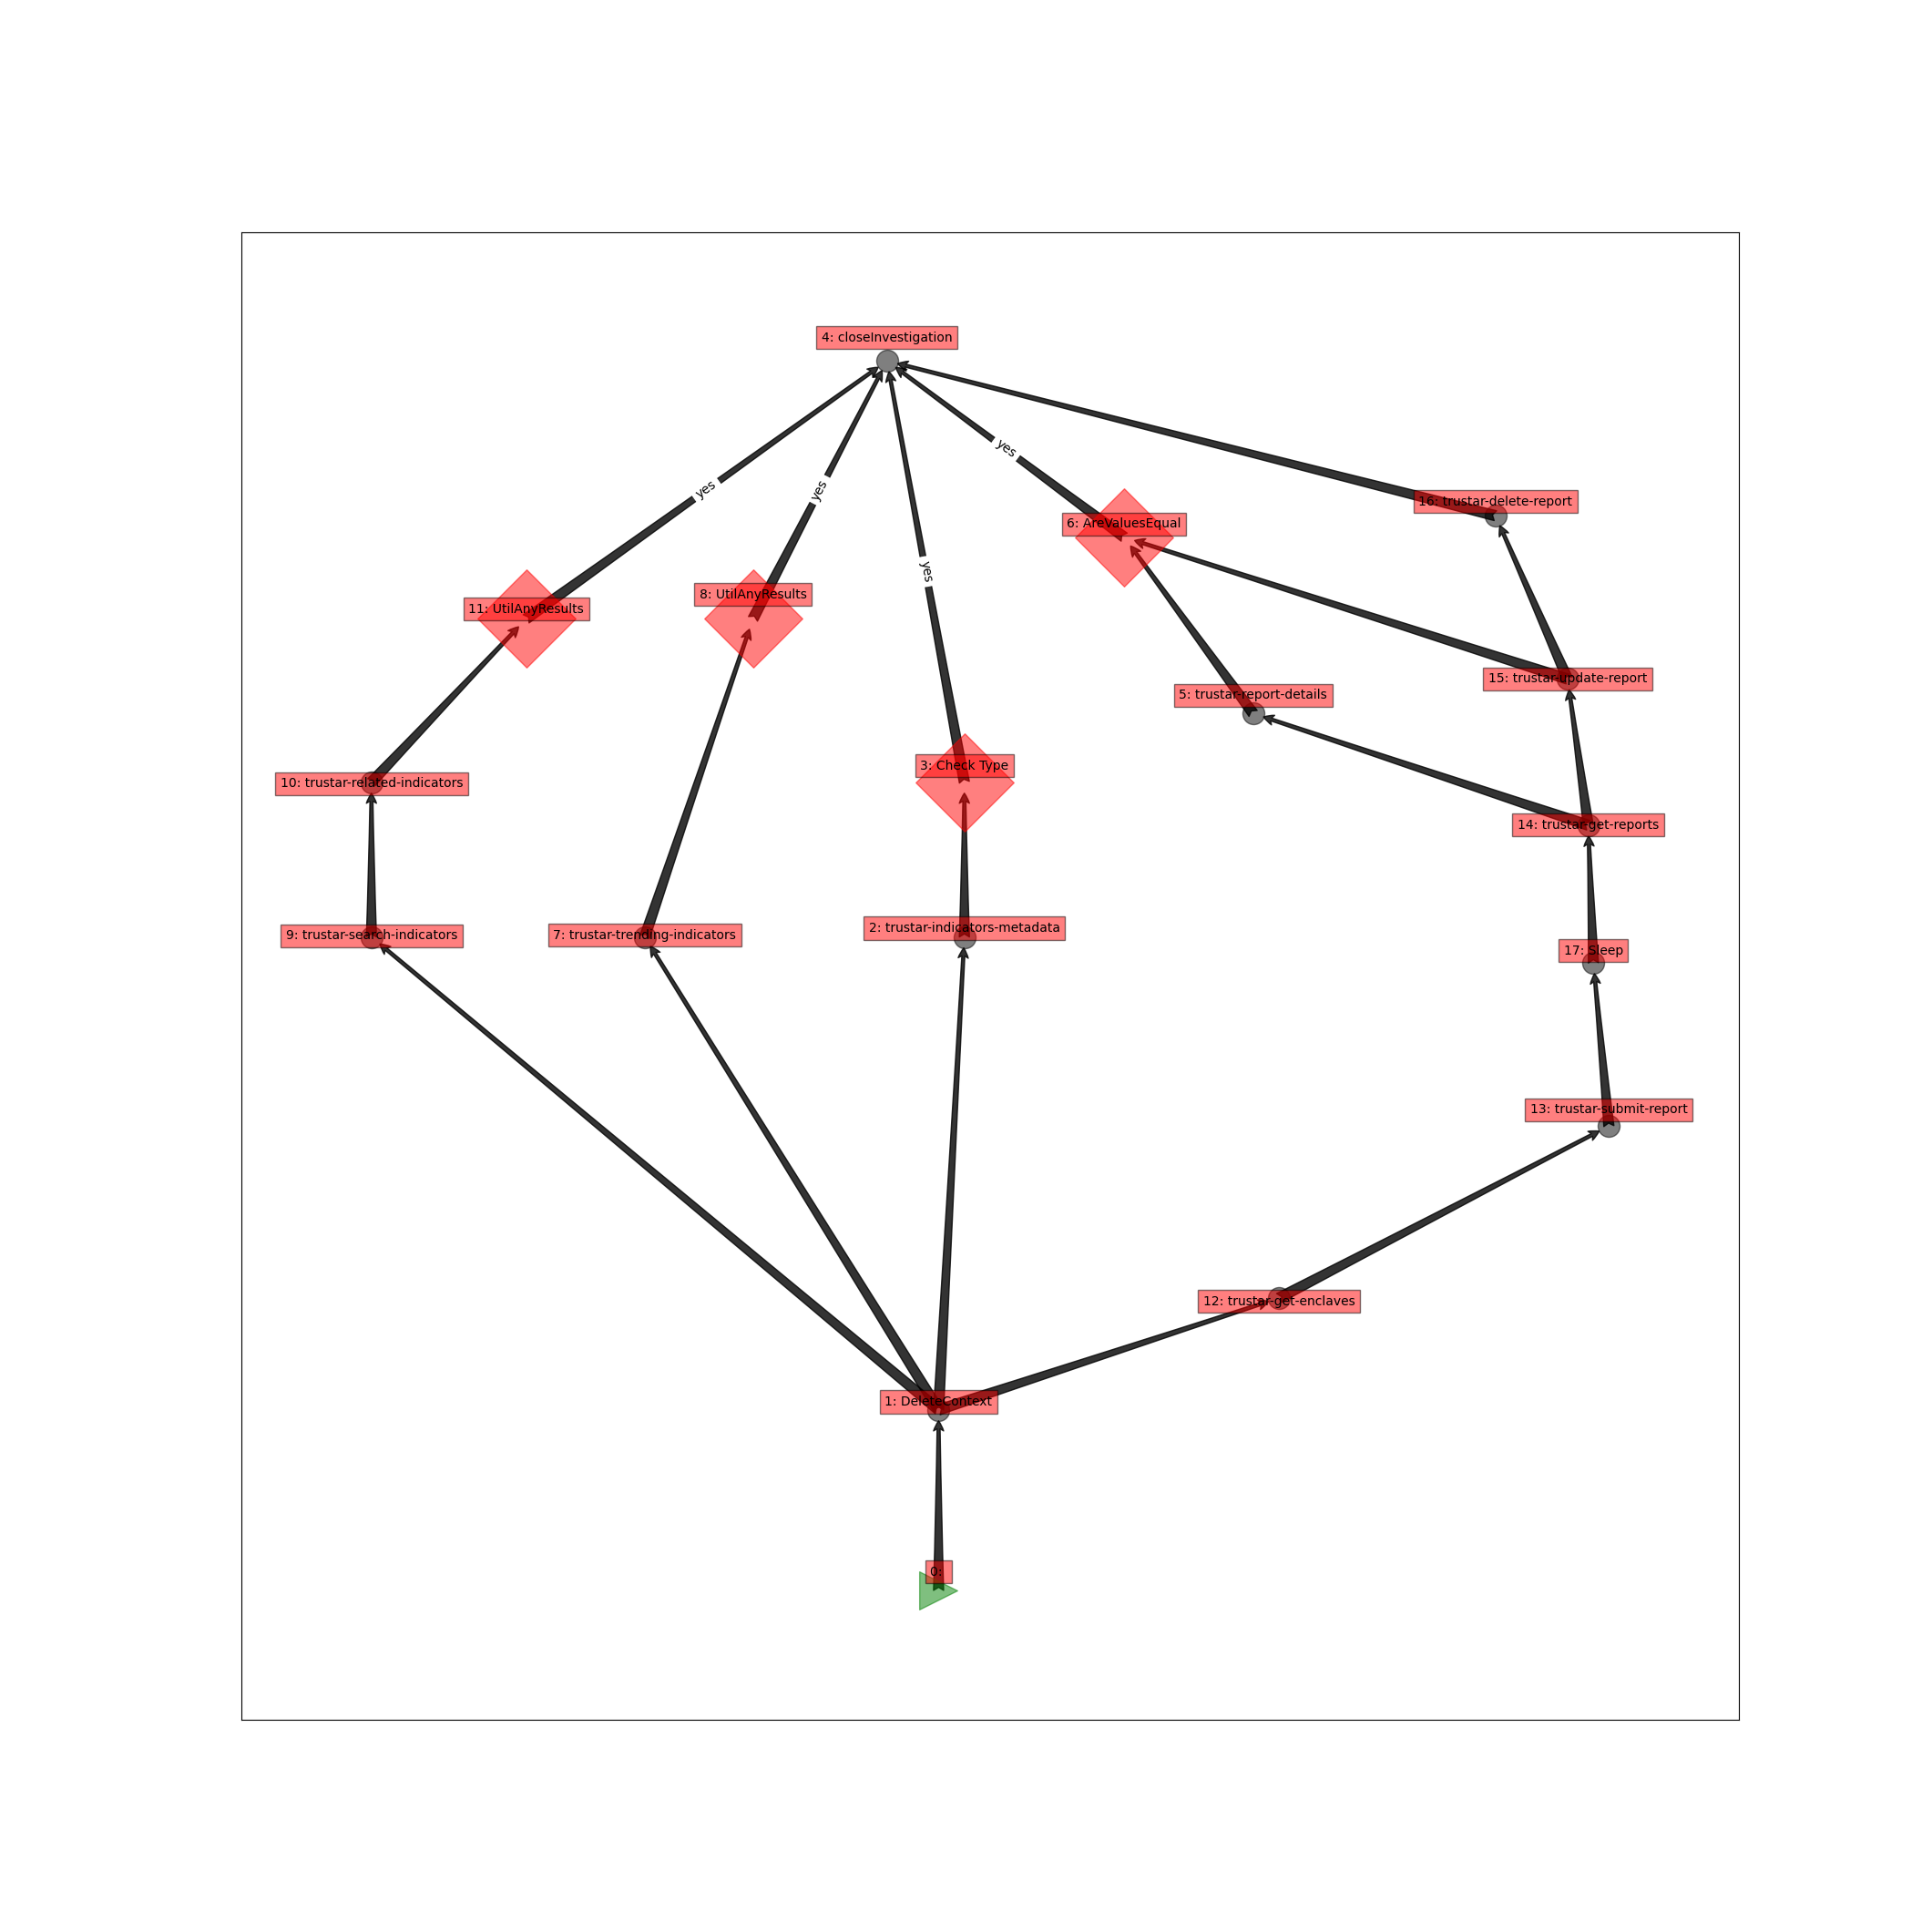 4: closeInvestigation
yes
yes
yes
yes
16: trustar-delete-report
6: AreValuesEqual
8: UtilAnyResults
11: UtilAnyResults
15: trustar-update-report
5: trustar-report-details
3: Check Type
10: trustar-related-indicators
14: trustar-get-reports
2: trustar-indicators-metadata
9: trustar-search-indicators
7: trustar-trending-indicators
17: Sleep
13: trustar-submit-report
12: trustar-get-enclaves
1: DeleteContext
0: